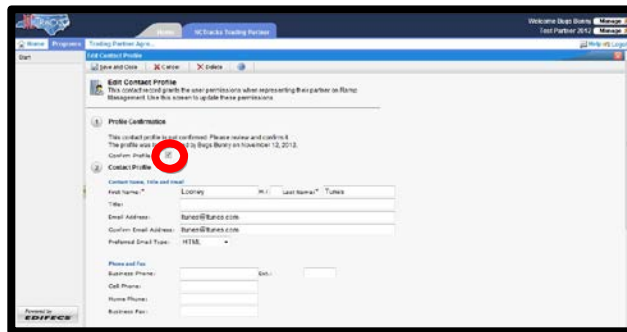 Welcome Bugs Bunny Manage
Test Partner 2012 Manage
Home
NCTracks Trading Partner
Home Programs Trading Partner Agre...
Help Logo
Start
Edit Contact Profile
Save and Close Cancel Delete
Edit Contact Profile
This contact record grants the user permissions when representing their partner on Ramp
Management. Use this screen to update these permissions
1 Profile Confirmation
This contact profile is not confirmed. Please review and confirm it
The profile was by Bugs Bunny on November 12, 2012.
Confirm Profile:
2 Contact Profile
Contact Name, Title and Email
First Name:* Looney M.I. Last Name:* Tunes
Title:
Email Address: ltunes@ltunes.com
Confirm Email Address: ltunes@ltunes.com
Preferred Email Type: HTML
Phone and Fax
Business Phone: Ext.:
Cell Phone:
Home Phone:
Business Fax:
Powered by
EDIFECS